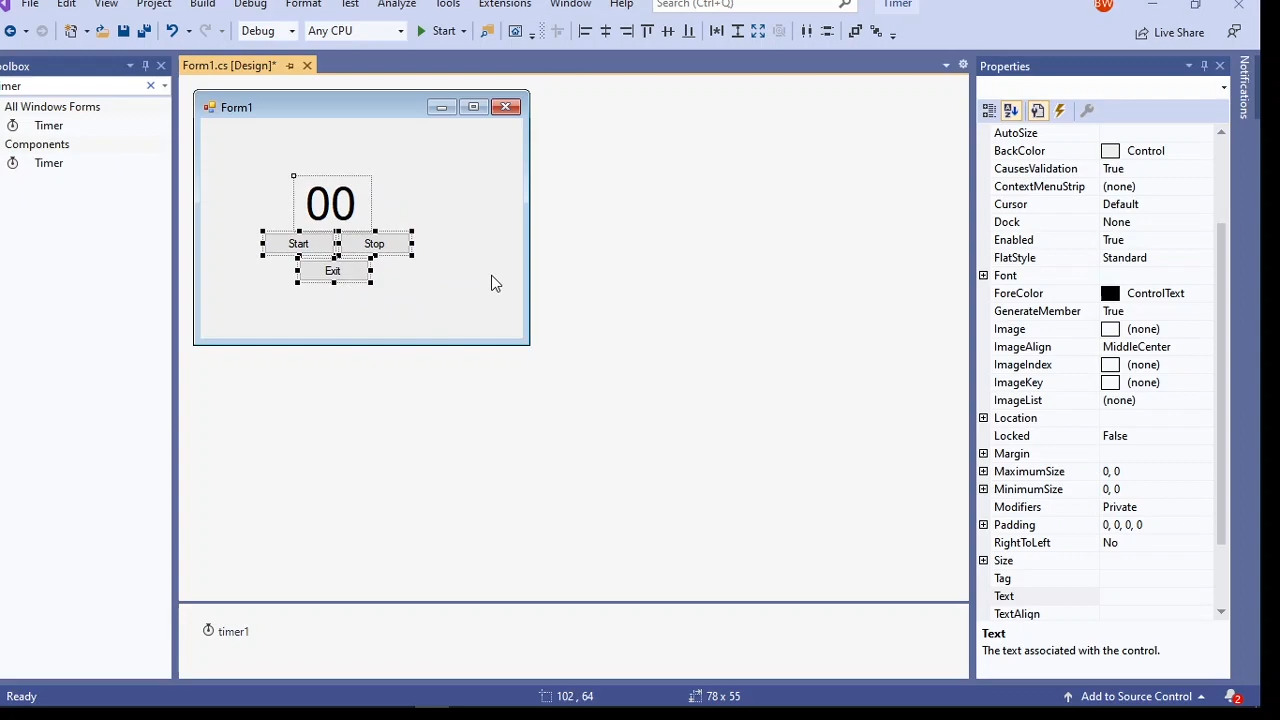 File Edit View Project Build Debug Format Test Analyze Tools Extensions Window Help Search (Ctrl+Q) Timer BW
Debug Any CPU Start Live Share
oolbox
Form1.cs [Design]*
Properties
Notifications
imer
All Windows Forms
Timer
Components
Timer
Form1
00
Start Stop
Exit
AutoSize
BackColor Control
CausesValidation True
ContextMenuStrip (none)
Cursor Default
Dock None
Enabled True
FlatStyle Standard
Font
ForeColor ControlText
GenerateMember True
Image (none)
ImageAlign MiddleCenter
ImageIndex (none)
ImageKey (none)
ImageList (none)
Location
Locked False
Margin
MaximumSize 0, 0
MinimumSize 0, 0
Modifiers Private
Padding 0, 0, 0, 0
RightToLeft No
Size
Tag
Text
TextAlign
Text
The text associated with the control.
timer1
Ready 102 , 64 78 x 55 Add to Source Control 2